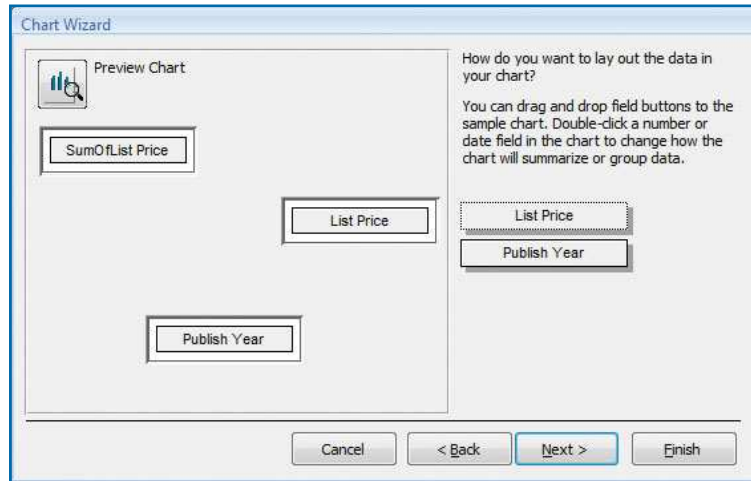 Chart Wizard
Preview Chart
SumOfList Price
List Price
Publish Year
How do you want to lay out the data in
your chart?
You can drag and drop field buttons to the
sample chart. Double-click a number or
date field in the chart to change how the
chart will summarize or group data.
List Price
Publish Year
Cancel
< Back
Next >
Finish